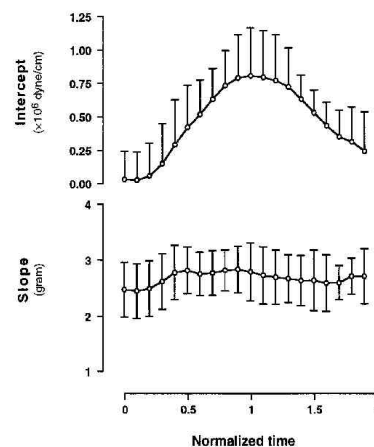 Intercept
(×10⁶ dyne/cm)
1.25
1.00
0.75
0.50
0.25
0.00
Slope
(gram)
4
3
2
1
0
0.5
1
1.5
Normalized time